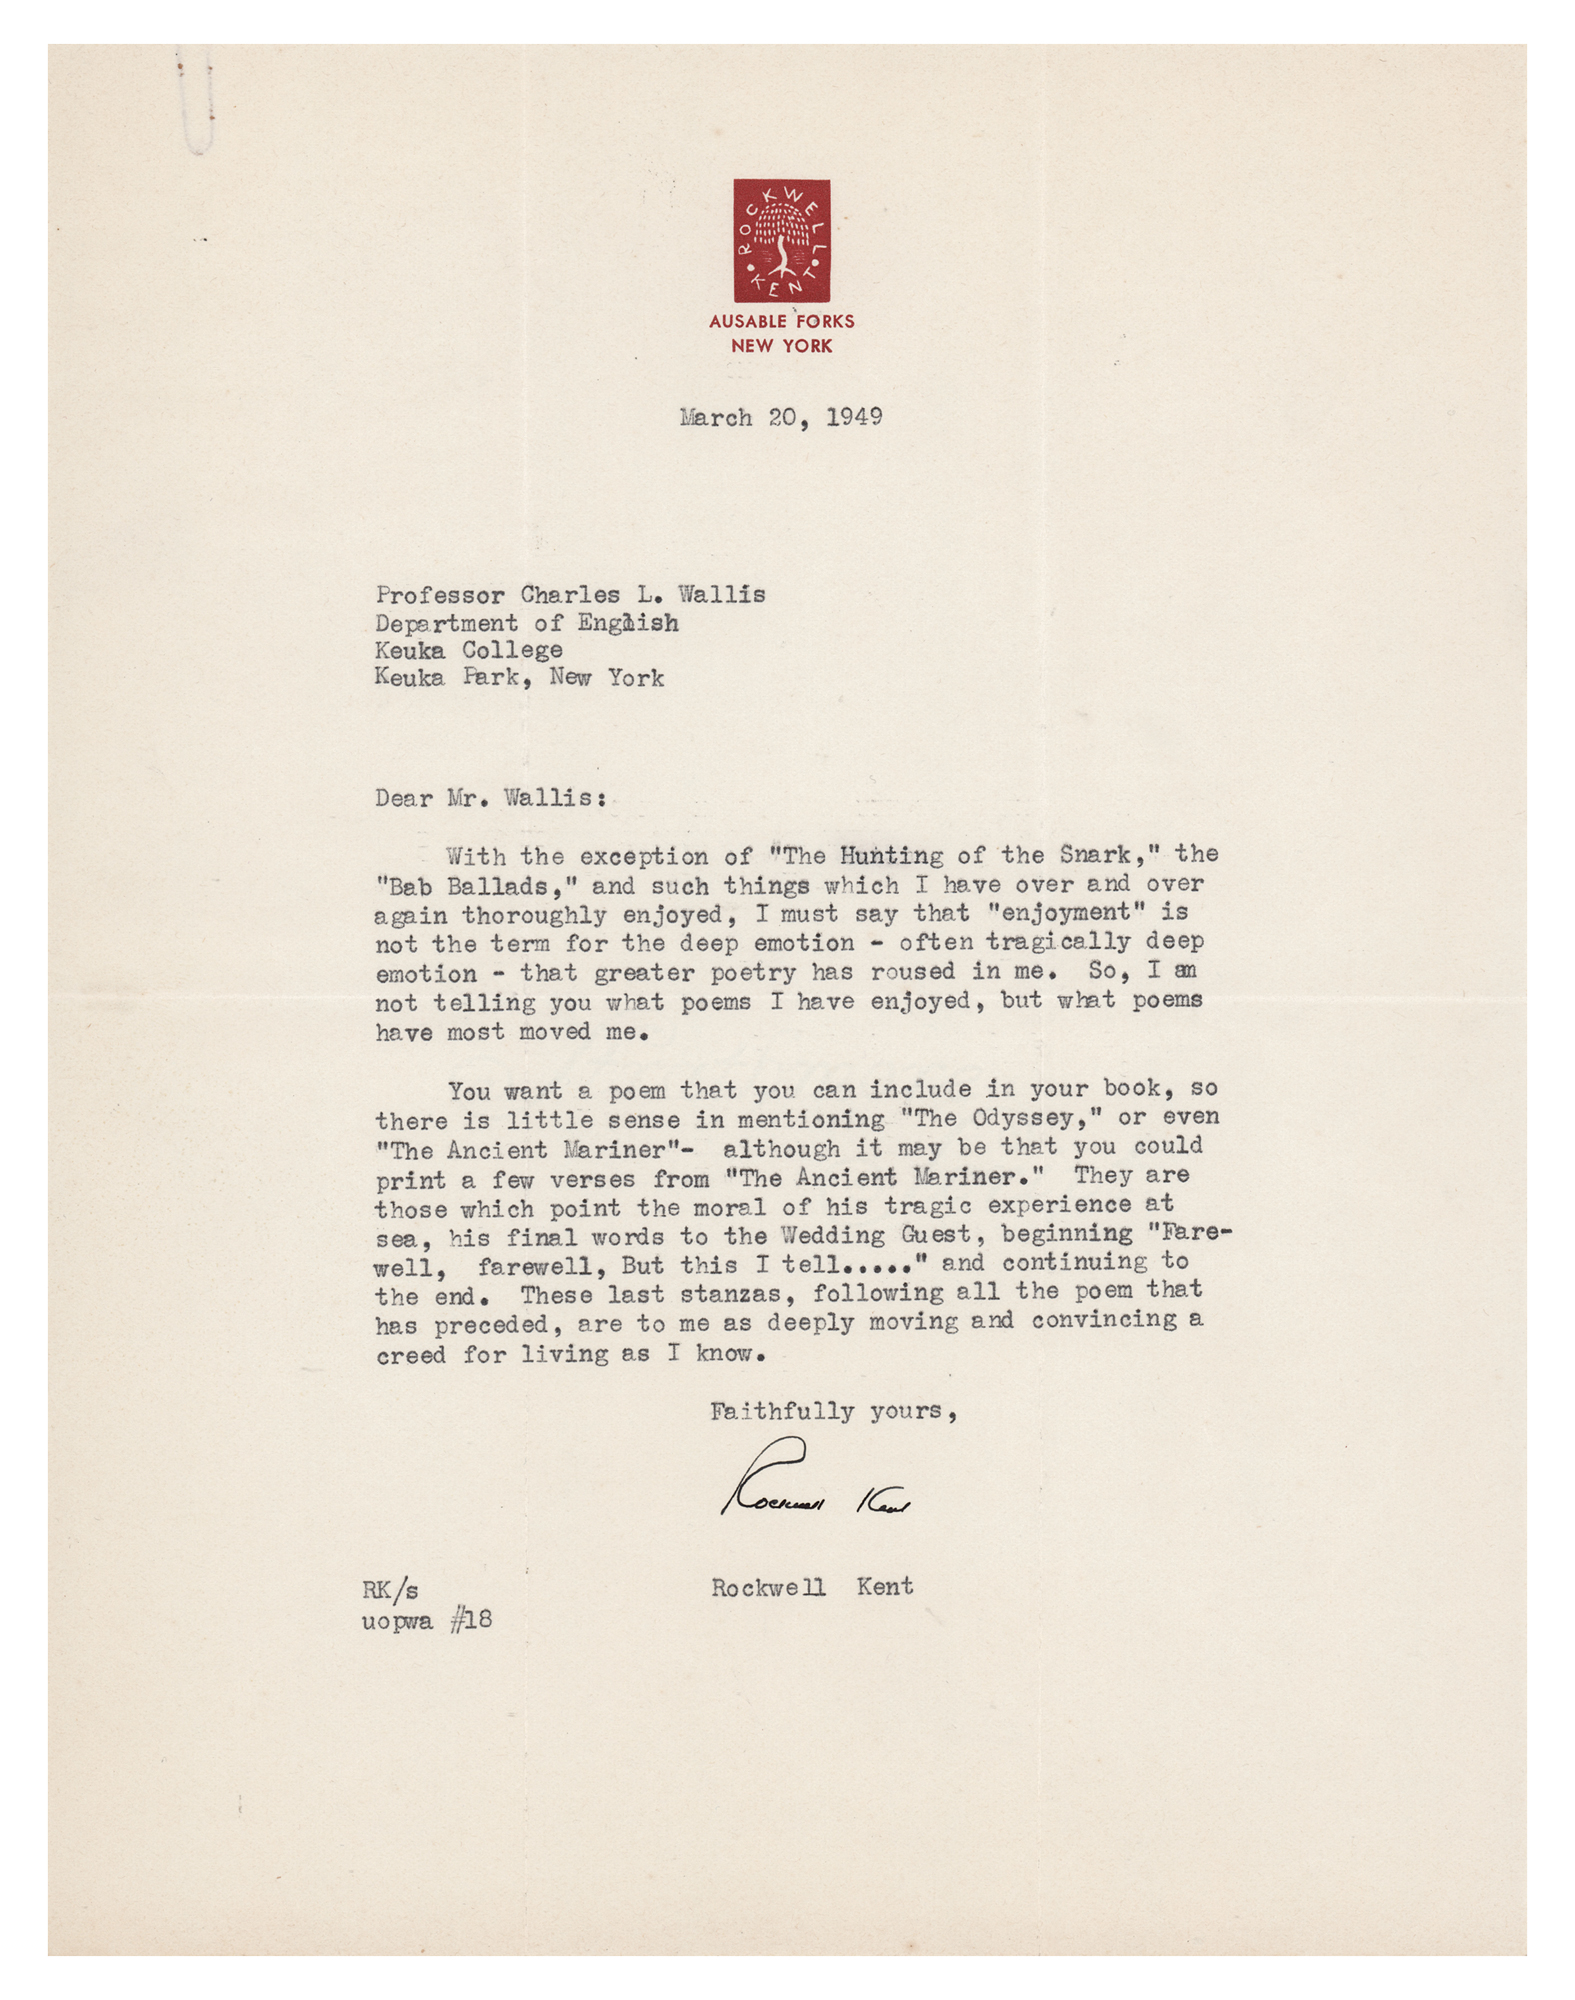 ROCKWELL
• KENT •
AUSABLE FORKS
NEW YORK
March 20, 1949
Professor Charles L. Wallis
Department of English
Keuka College
Keuka Park, New York
Dear Mr. Wallis:
With the exception of "The Hunting of the Snark," the
"Bab Ballads," and such things which I have over and over
again thoroughly enjoyed, I must say that "enjoyment" is
not the term for the deep emotion - often tragically deep
emotion - that greater poetry has roused in me. So, I am
not telling you what poems I have enjoyed, but what poems
have most moved me.
You want a poem that you can include in your book, so
there is little sense in mentioning "The Odyssey," or even
"The Ancient Mariner"- although it may be that you could
print a few verses from "The Ancient Mariner." They are
those which point the moral of his tragic experience at
sea, his final words to the Wedding Guest, beginning "Fare-
well, farewell, But this I tell....." and continuing to
the end. These last stanzas, following all the poem that
has preceded, are to me as deeply moving and convincing a
creed for living as I know.
Faithfully yours,
Rockwell Kent
Rockwell Kent
RK/s
uopwa #18